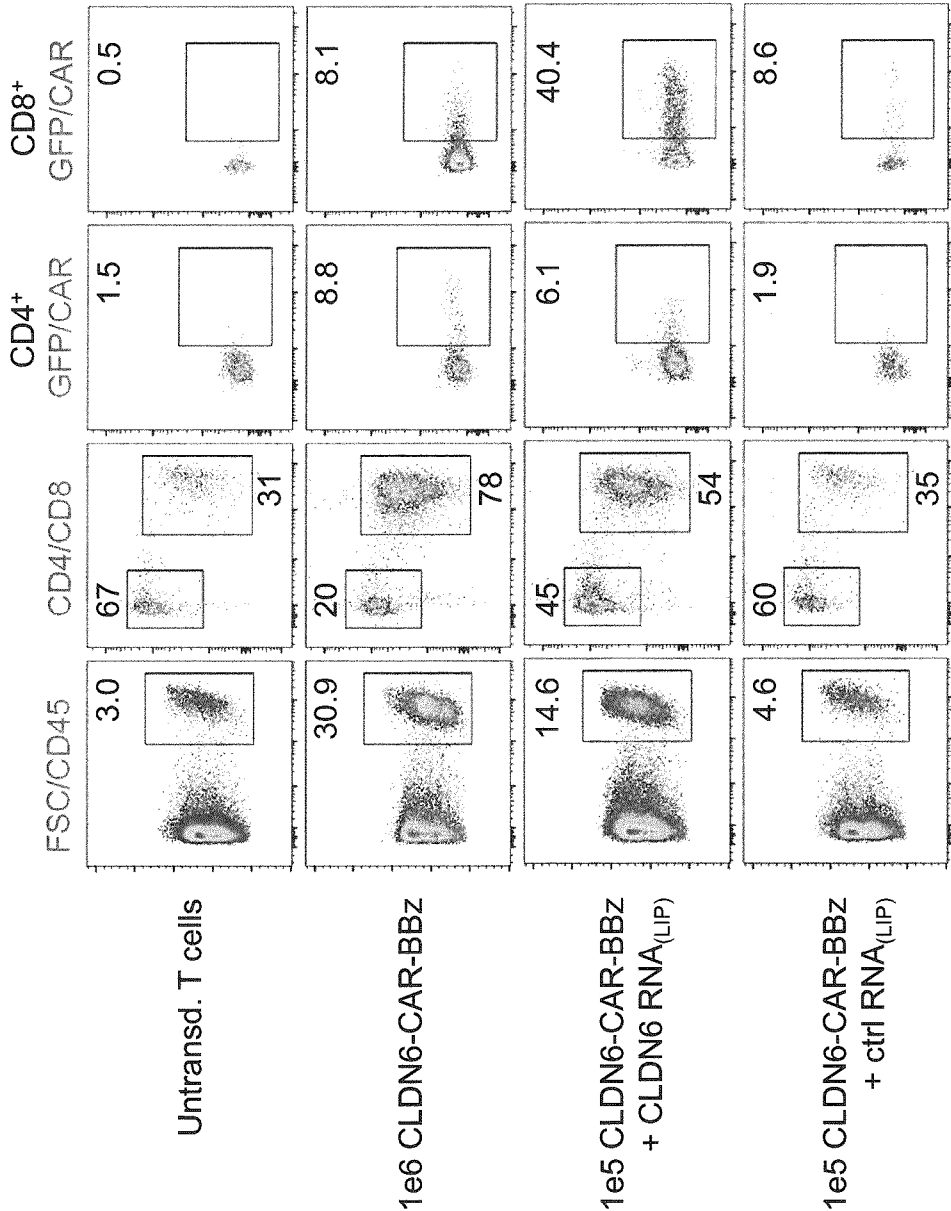 CD4⁺
CD8⁺
FSC/CD45
CD4/CD8
GFP/CAR
GFP/CAR
Untransd. T cells
3.0
67
31
1.5
0.5
1e6 CLDN6-CAR-BBz
30.9
20
78
8.8
8.1
1e5 CLDN6-CAR-BBz
+ CLDN6 RNA(LIP)
14.6
45
54
6.1
40.4
1e5 CLDN6-CAR-BBz
+ ctrl RNA(LIP)
4.6
60
35
1.9
8.6